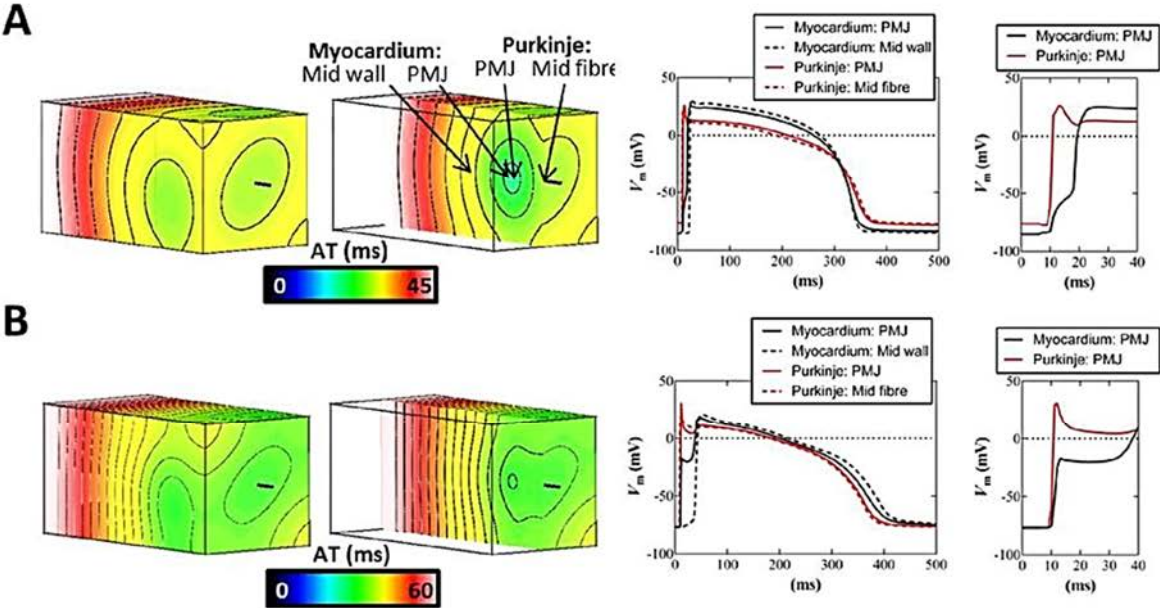 A
Myocardium: Purkinje:
Mid wall PMJ PMJ Mid fibre
AT (ms)
0 45
Myocardium: PMJ
Myocardium: Mid wall
Purkinje: PMJ
Purkinje: Mid fibre
50
0
-50
-100
Vm (mV)
0 100 200 300 400 500
(ms)
Myocardium: PMJ
Purkinje: PMJ
50
0
-50
-100
Vm (mV)
0 10 20 30 40
(ms)
B
AT (ms)
0 60
Myocardium: PMJ
Myocardium: Mid wall
Purkinje: PMJ
Purkinje: Mid fibre
50
0
-50
-100
Vm (mV)
0 100 200 300 400 500
(ms)
Myocardium: PMJ
Purkinje: PMJ
50
0
-50
-100
Vm (mV)
0 10 20 30 40
(ms)